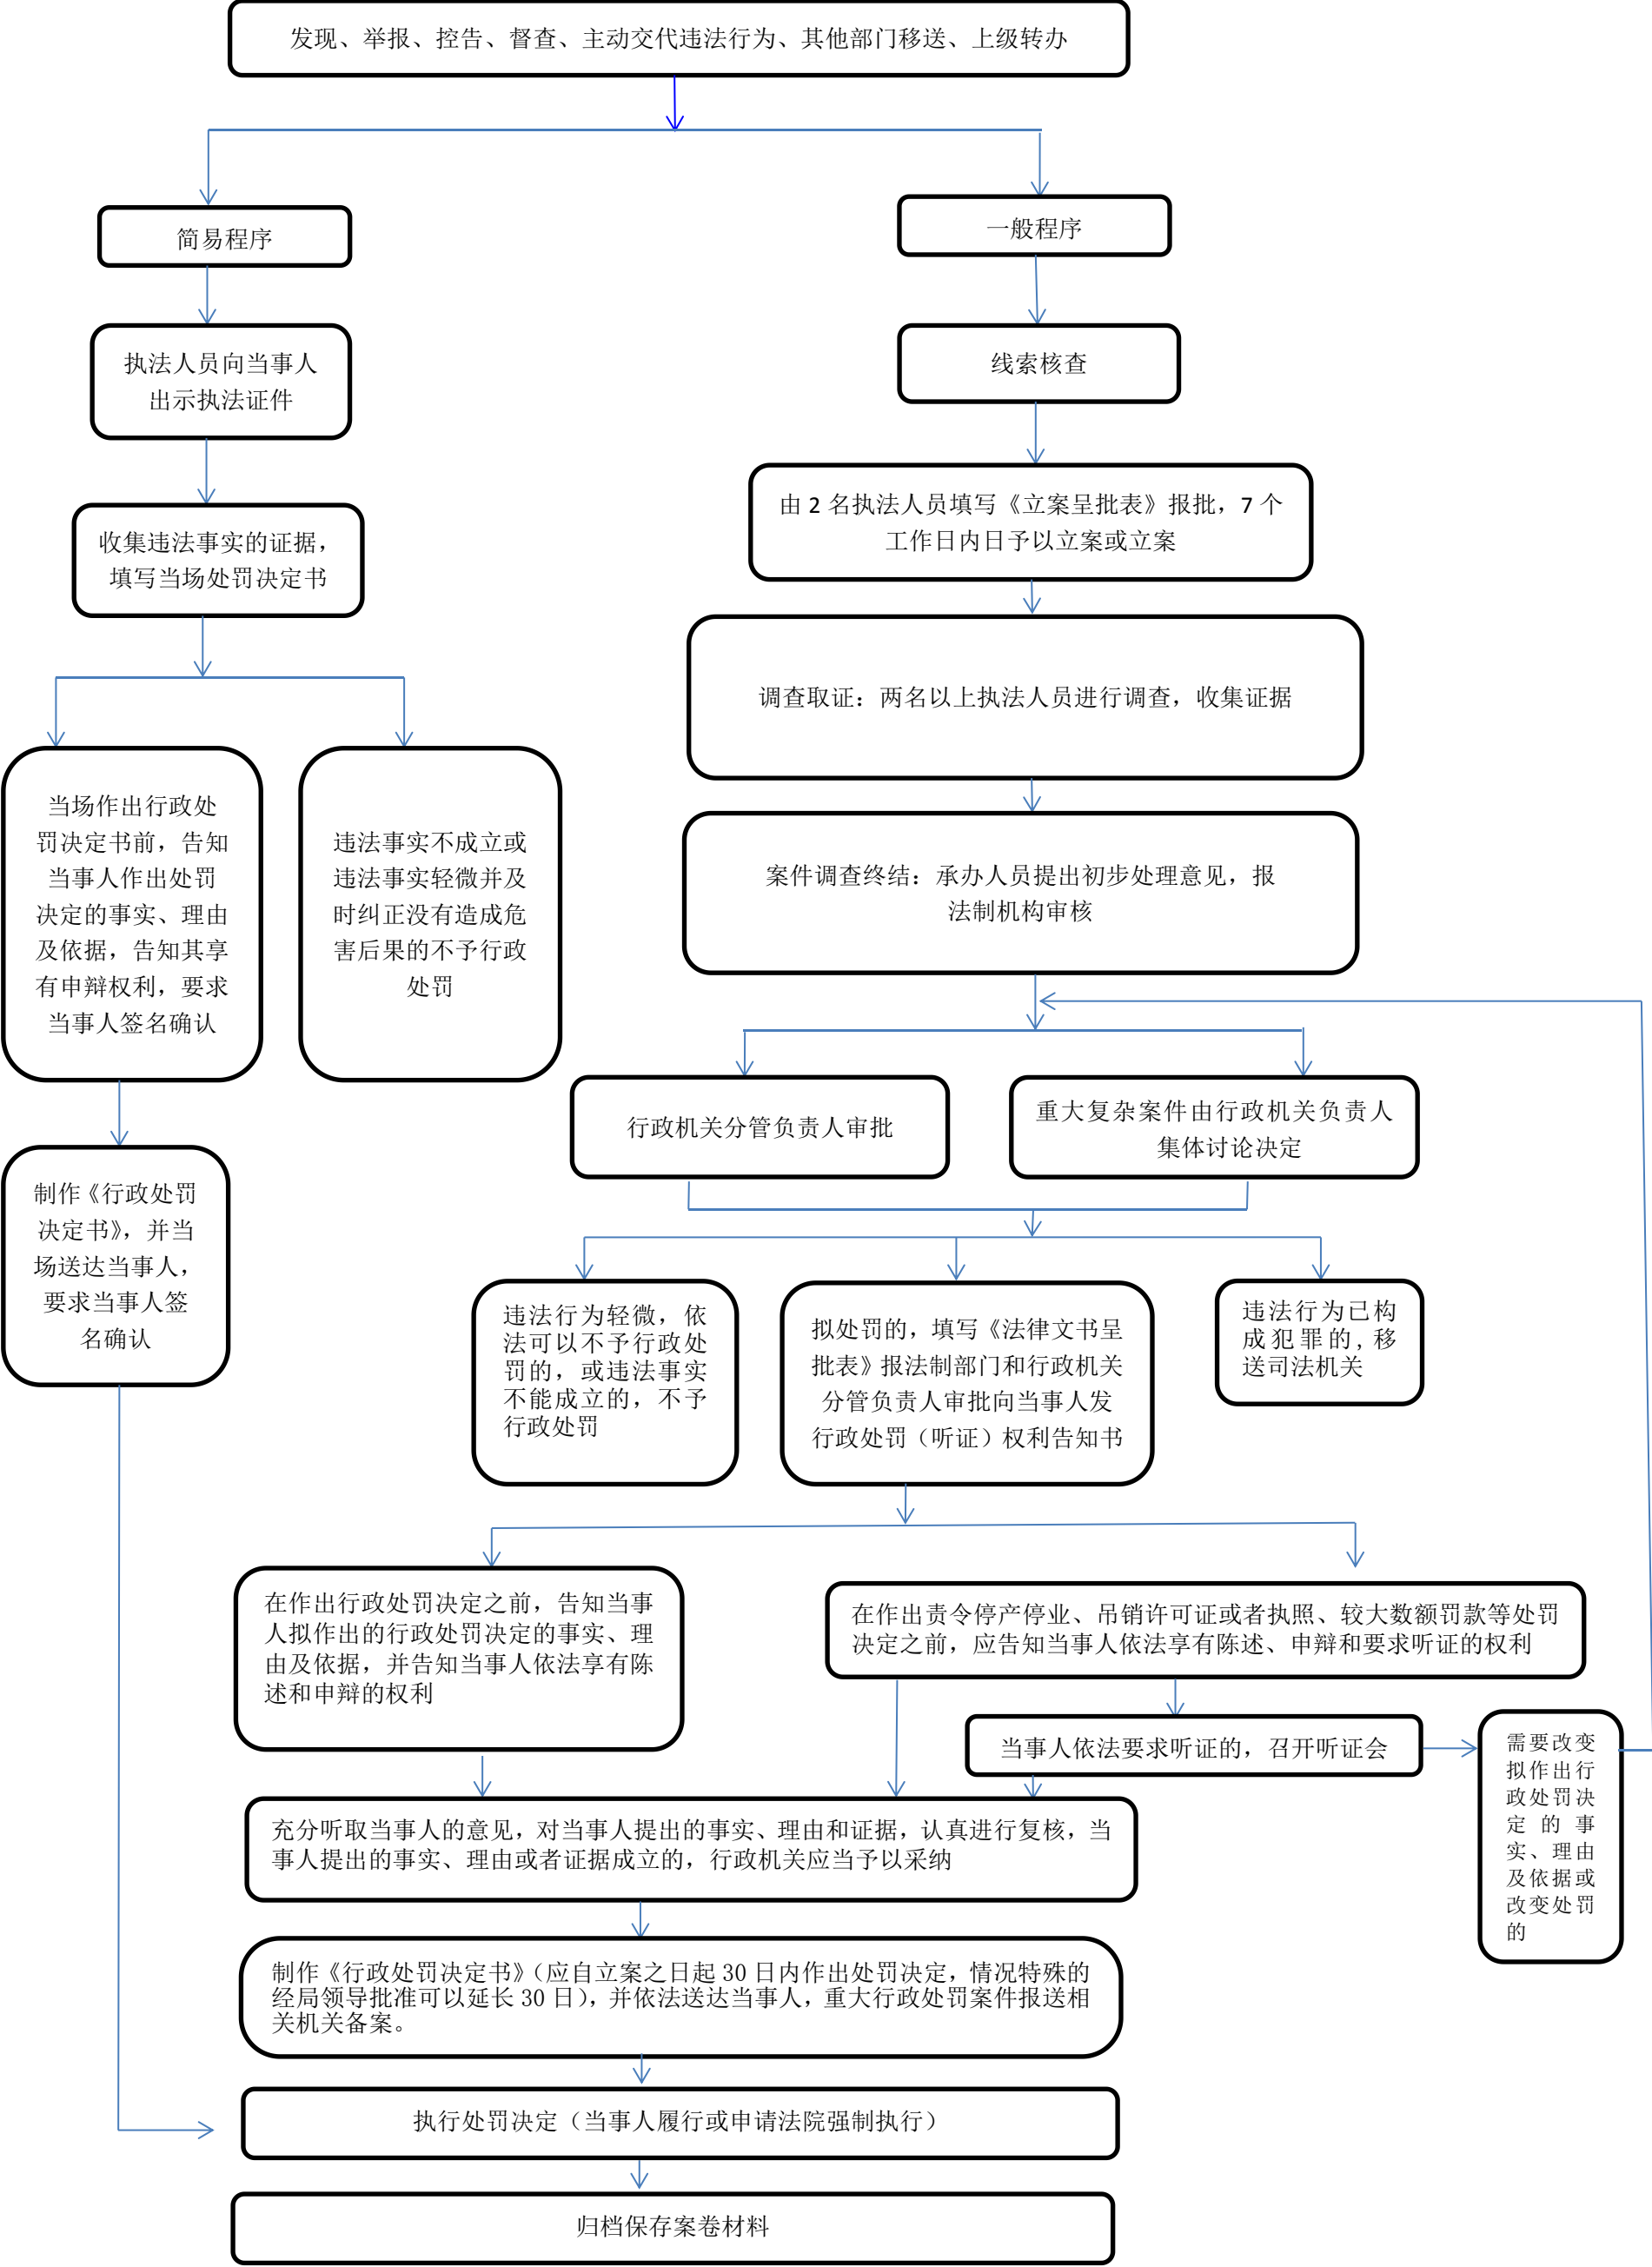 发现、举报、控告、督查、主动交代违法行为、其他部门移送、上级转办
简易程序
一般程序
执法人员向当事人
出示执法证件
线索核查
收集违法事实的证据，
填写当场处罚决定书
由 2 名执法人员填写《立案呈批表》报批，7 个
工作日内日予以立案或立案
调查取证：两名以上执法人员进行调查，收集证据
当场作出行政处
罚决定书前，告知
当事人作出处罚
决定的事实、理由
及依据，告知其享
有申辩权利，要求
当事人签名确认
违法事实不成立或
违法事实轻微并及
时纠正没有造成危
害后果的不予行政
处罚
案件调查终结：承办人员提出初步处理意见，报
法制机构审核
行政机关分管负责人审批
重大复杂案件由行政机关负责人
集体讨论决定
制作《行政处罚
决定书》，并当
场送达当事人，
要求当事人签
名确认
违法行为轻微，依
法可以不予行政处
罚的，或违法事实
不能成立的，不予
行政处罚
拟处罚的，填写《法律文书呈
批表》报法制部门和行政机关
分管负责人审批向当事人发
行政处罚（听证）权利告知书
违法行为已构
成犯罪的，移
送司法机关
在作出行政处罚决定之前，告知当事
人拟作出的行政处罚决定的事实、理
由及依据，并告知当事人依法享有陈
述和申辩的权利
在作出责令停产停业、吊销许可证或者执照、较大数额罚款等处罚
决定之前，应告知当事人依法享有陈述、申辩和要求听证的权利
当事人依法要求听证的，召开听证会
需要改变
拟作出行
政处罚决
定的事
实、理由
及依据或
改变处罚
的
充分听取当事人的意见，对当事人提出的事实、理由和证据，认真进行复核，当
事人提出的事实、理由或者证据成立的，行政机关应当予以采纳
制作《行政处罚决定书》（应自立案之日起 30 日内作出处罚决定，情况特殊的
经局领导批准可以延长 30 日），并依法送达当事人，重大行政处罚案件报送相
关机关备案。
执行处罚决定（当事人履行或申请法院强制执行）
归档保存案卷材料